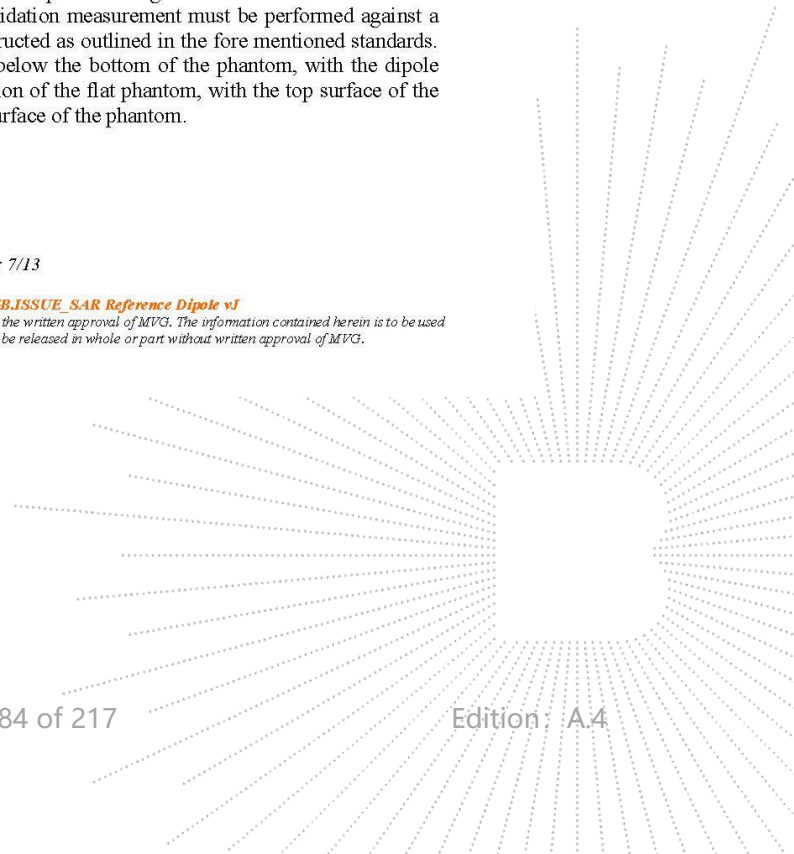 idation measurement must be performed against a
ructed as outlined in the fore mentioned standards.
below the bottom of the phantom, with the dipole
ion of the flat phantom, with the top surface of the
urface of the phantom.
: 7/13
B.ISSUE_SAR Reference Dipole vJ
the written approval of MVG. The information contained herein is to be used
be released in whole or part without written approval of MVG.
84 of 217
Edition: A.4